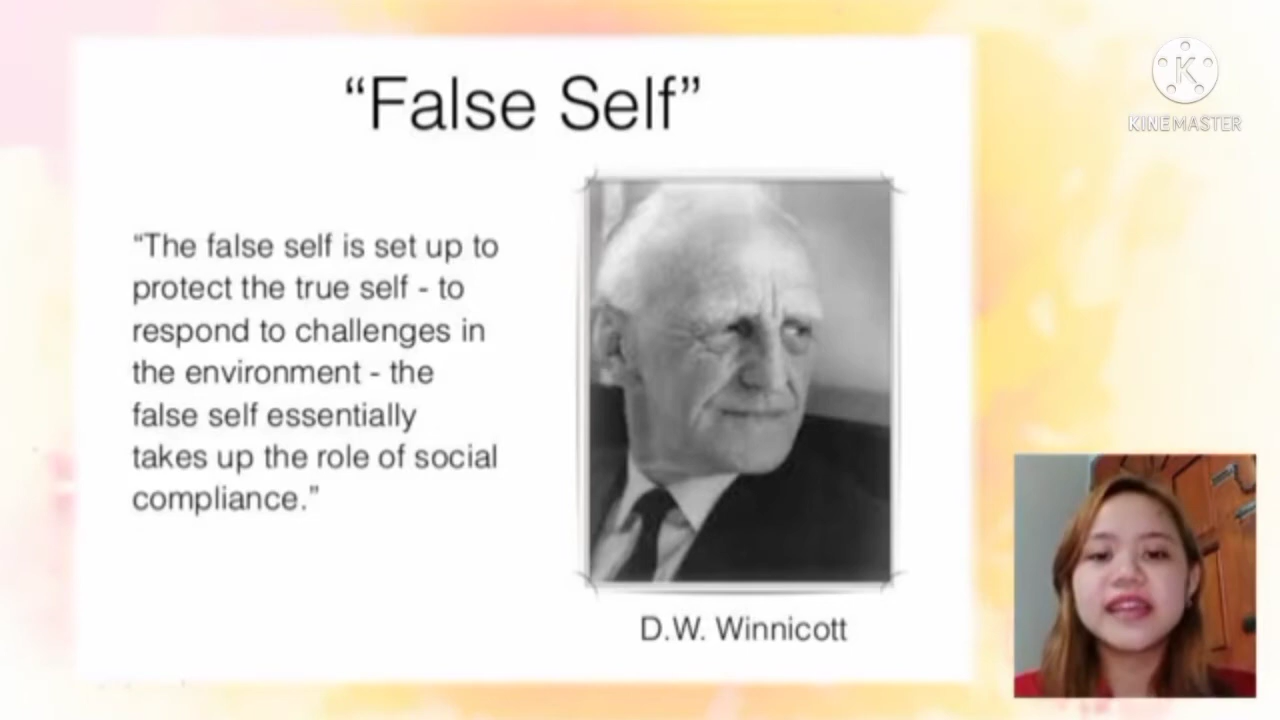 “False Self”
“The false self is set up to
protect the true self - to
respond to challenges in
the environment - the
false self essentially
takes up the role of social
compliance.”
D.W. Winnicott
K
KINEMASTER